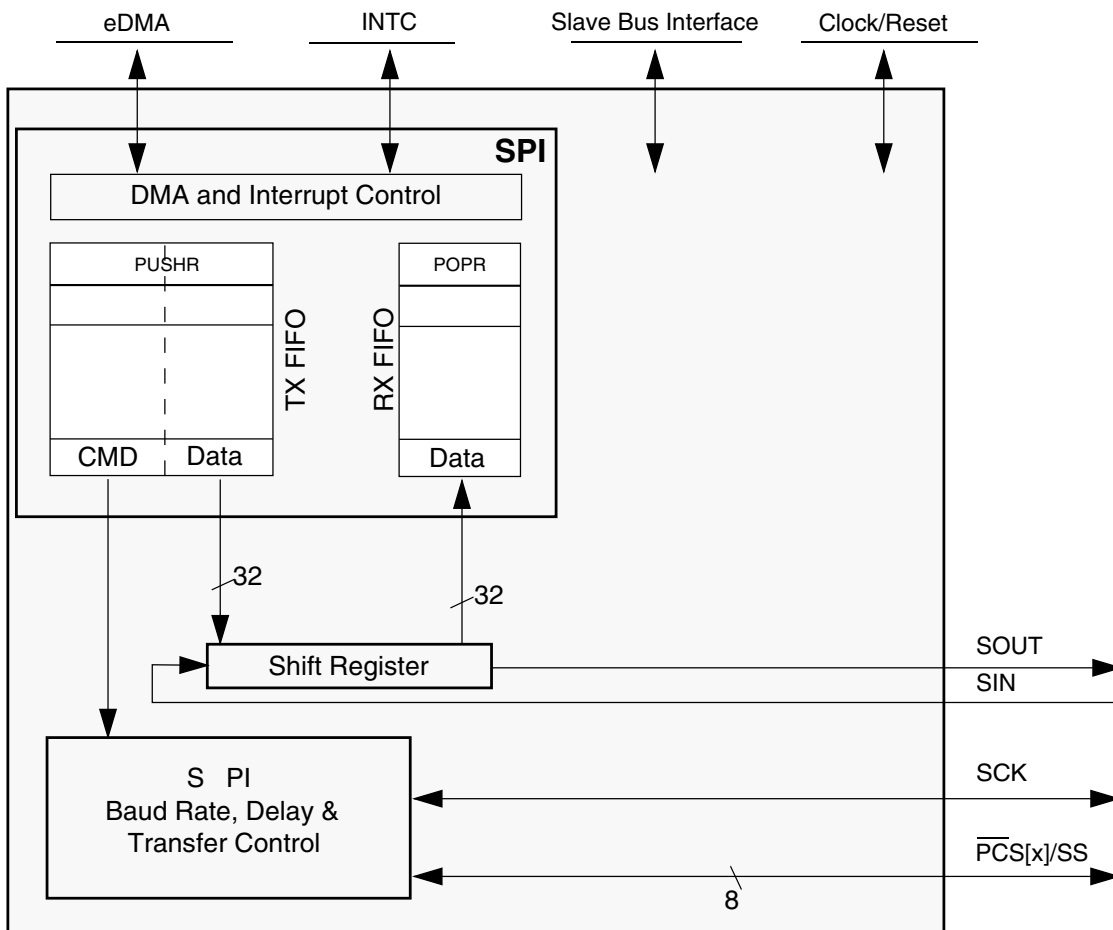 eDMA
INTC
Slave Bus Interface
Clock/Reset
SPI
DMA and Interrupt Control
PUSHR
POPR
TX FIFO
RX FIFO
CMD
Data
Data
32
32
Shift Register
SOUT
SIN
S PI
Baud Rate, Delay &
Transfer Control
SCK
PCS[x]/SS
8